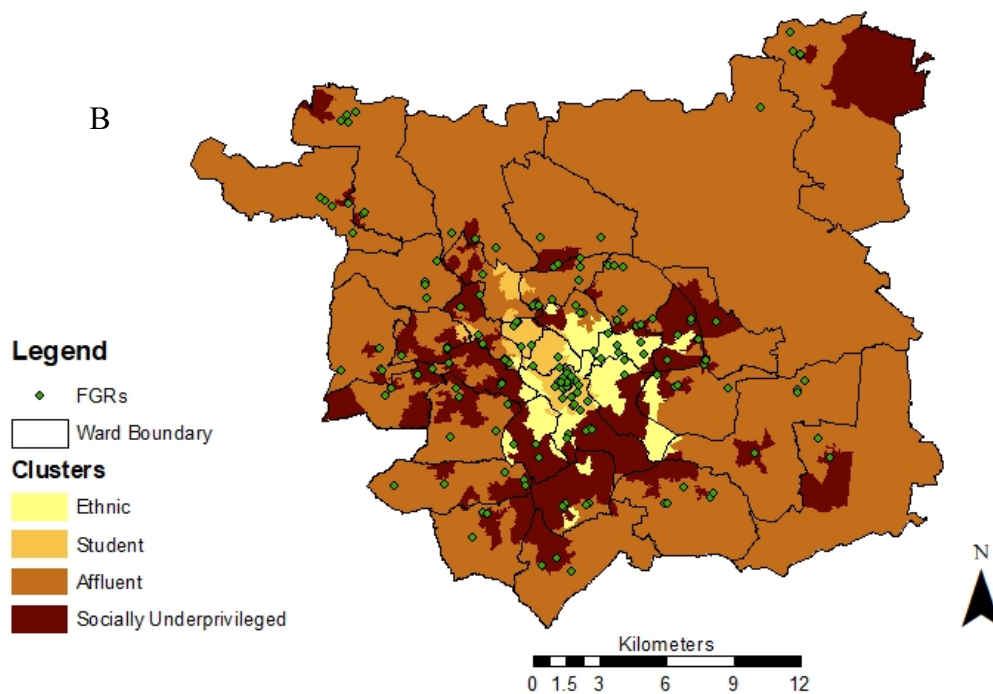 B
Legend
FGRs
Ward Boundary
Clusters
Ethnic
Student
Affluent
Socially Underprivileged
N
Kilometers
0 1.5 3 6 9 12